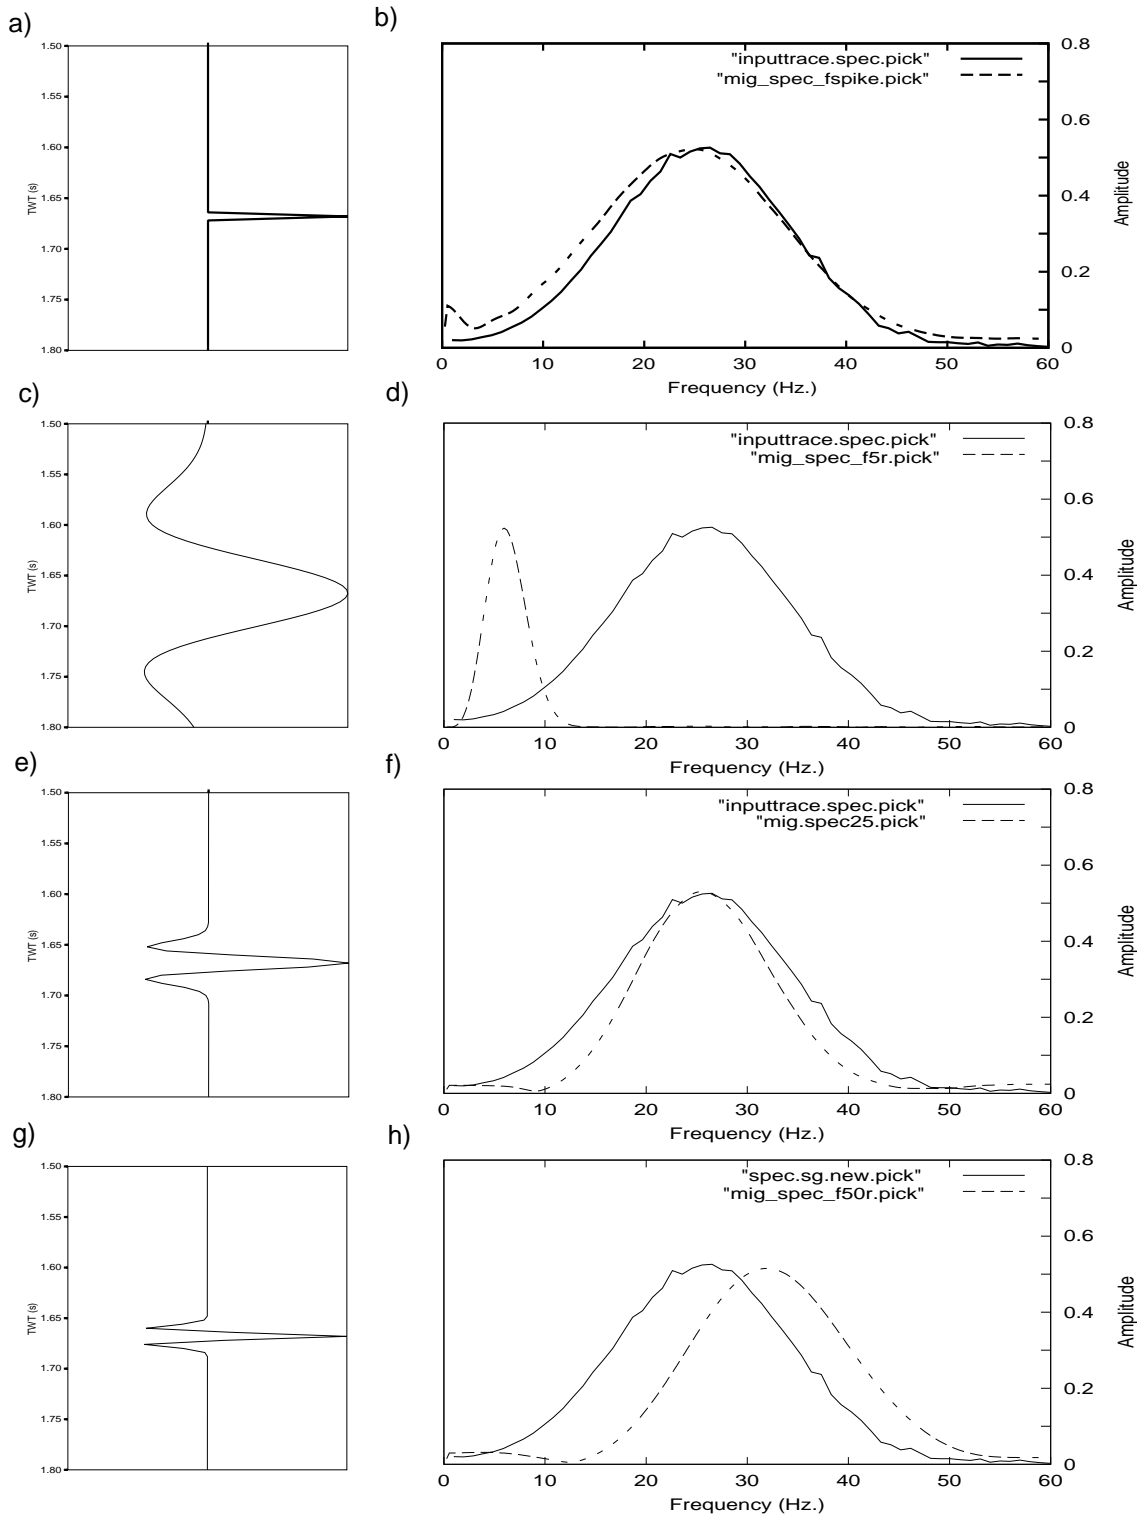 a)
1.50
1.55
1.60
1.65
1.70
1.75
1.80
TWT (s)
b)
"inputtrace.spec.pick"
"mig_spec_fspike.pick"
0.8
0.6
0.4
0.2
0
Amplitude
0 10 20 30 40 50 60
Frequency (Hz.)
c)
1.50
1.55
1.60
1.65
1.70
1.75
1.80
TWT (s)
d)
"inputtrace.spec.pick"
"mig_spec_f5r.pick"
0.8
0.6
0.4
0.2
0
Amplitude
0 10 20 30 40 50 60
Frequency (Hz.)
e)
1.50
1.55
1.60
1.65
1.70
1.75
1.80
TWT (s)
f)
"inputtrace.spec.pick"
"mig.spec25.pick"
0.8
0.6
0.4
0.2
0
Amplitude
0 10 20 30 40 50 60
Frequency (Hz.)
g)
1.50
1.55
1.60
1.65
1.70
1.75
1.80
TWT (s)
h)
"spec.sg.new.pick"
"mig_spec_f50r.pick"
0.8
0.6
0.4
0.2
0
Amplitude
0 10 20 30 40 50 60
Frequency (Hz.)